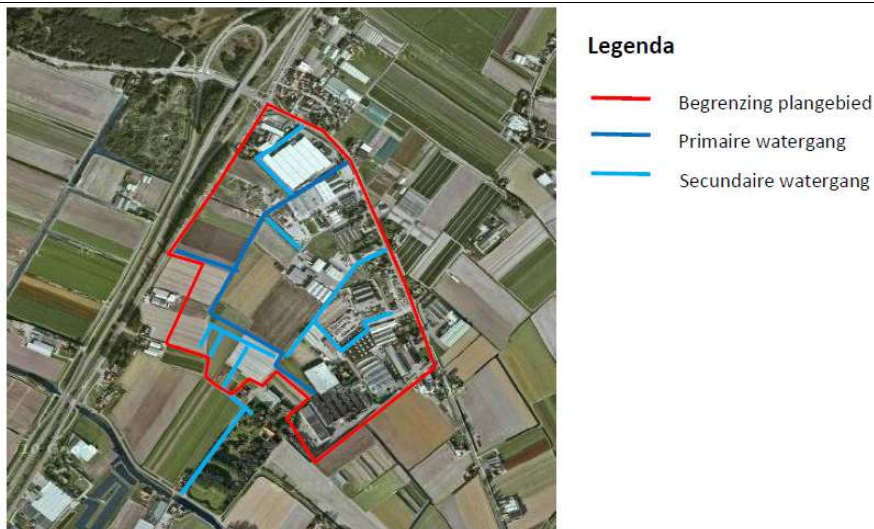 Legenda
Begrenzing plangebied
Primaire watergang
Secundaire watergang